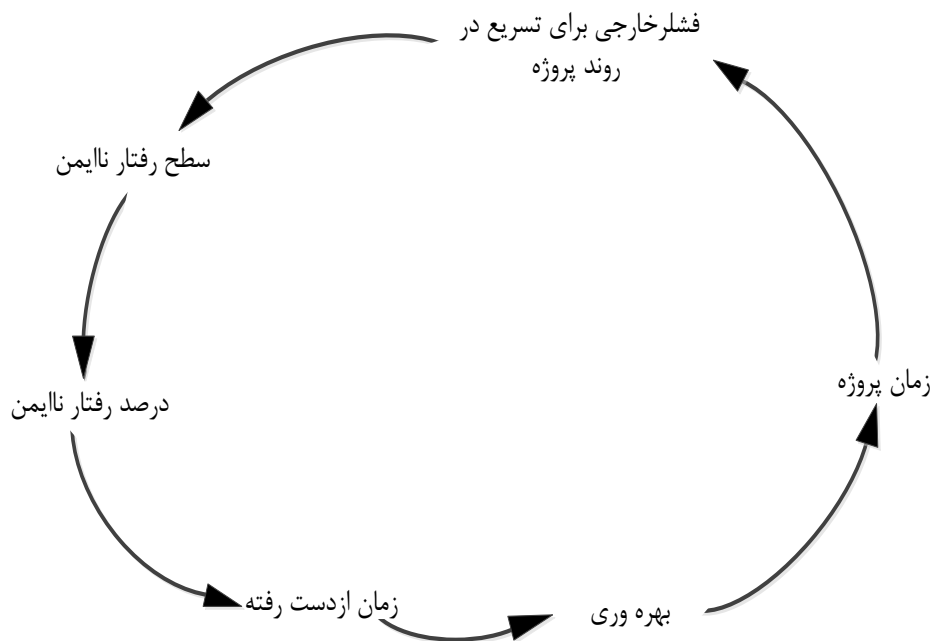 فشلرخارجی برای تسریع در
روند پروژه
سطح رفتار ناایمن
درصد رفتار ناایمن
زمان ازدست رفته
بهره وری
زمان پروژه